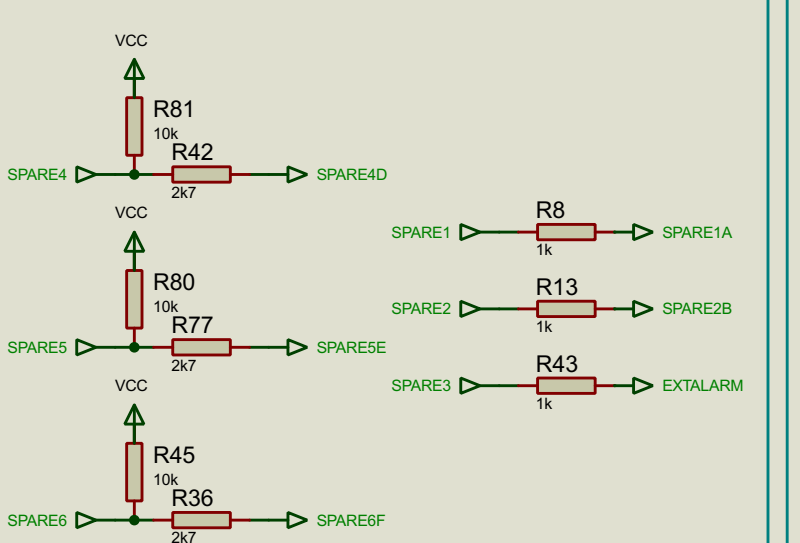 VCC
R81
10k
R42
SPARE4
SPARE4D
2k7
VCC
R80
10k
R77
SPARE5
SPARE5E
2k7
VCC
R45
10k
R36
SPARE6
SPARE6F
2k7
R8
SPARE1
SPARE1A
1k
R13
SPARE2
SPARE2B
1k
R43
SPARE3
EXTALARM
1k